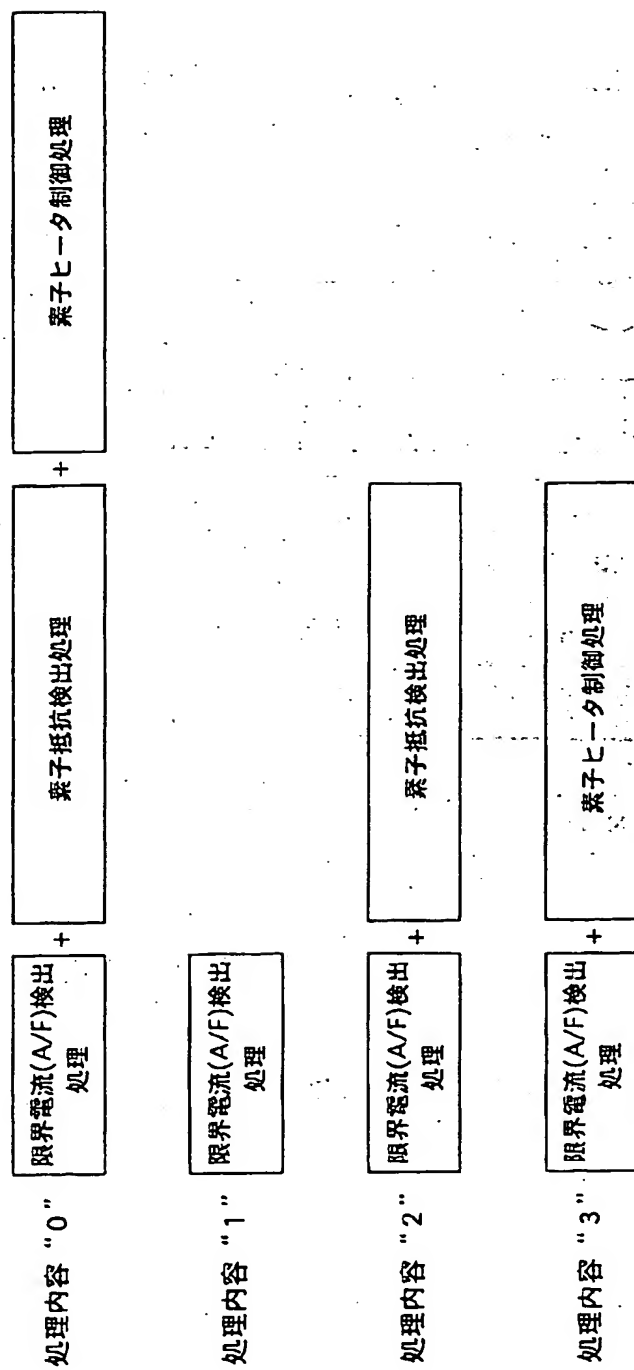 処理内容 “0”
限界電流(A/F)検出
処理
+
素子抵抗検出処理
+
素子ヒータ制御処理
処理内容 “1”
限界電流(A/F)検出
処理
処理内容 “2”
限界電流(A/F)検出
処理
+
素子抵抗検出処理
処理内容 “3”
限界電流(A/F)検出
処理
+
素子ヒータ制御処理